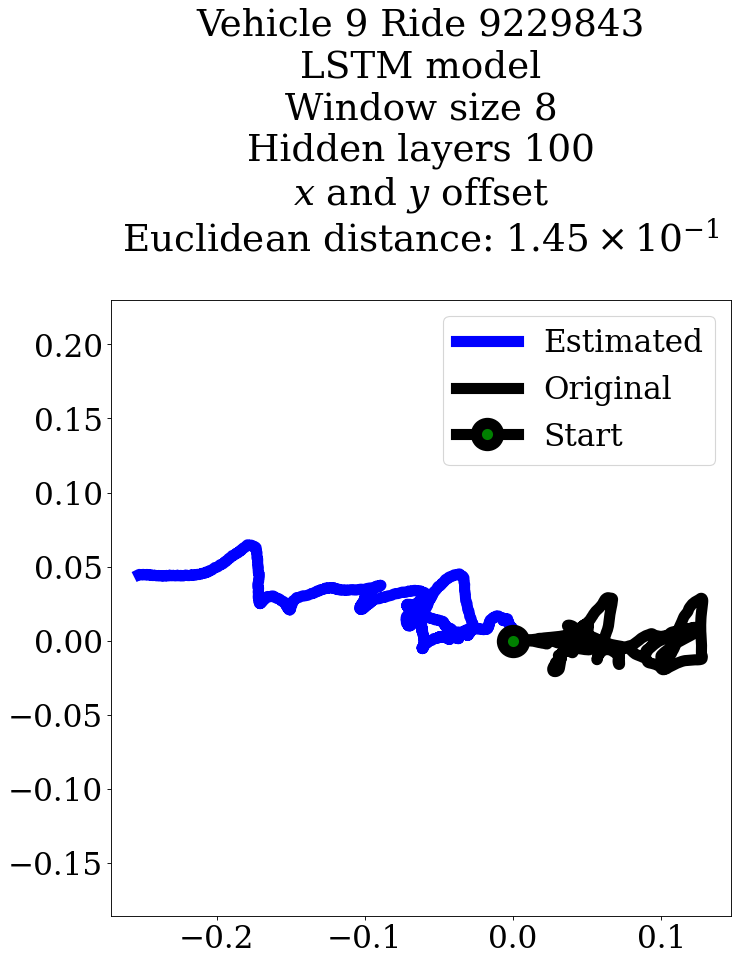 Vehicle 9 Ride 9229843
LSTM model
Window size 8
Hidden layers 100
x and y offset
Euclidean distance: 1.45 × 10⁻¹
Estimated
Original
Start
0.20
0.15
0.10
0.05
0.00
−0.05
−0.10
−0.15
−0.2 −0.1 0.0 0.1